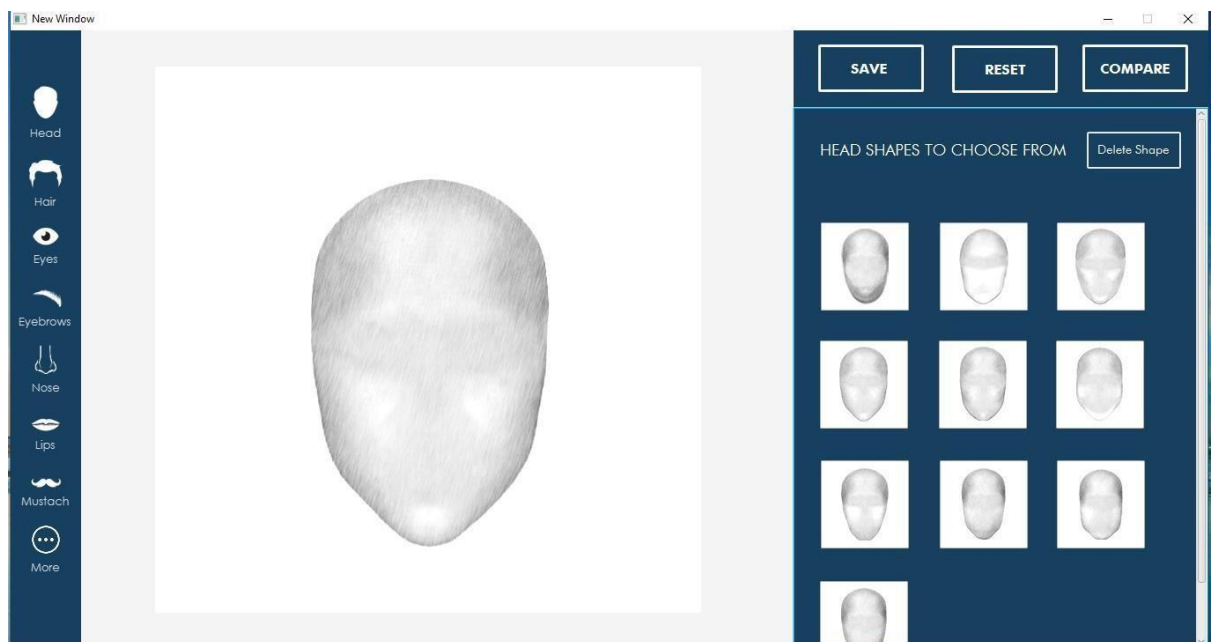 New Window
SAVE
RESET
COMPARE
Head
Hair
Eyes
Eyebrows
Nose
Lips
Mustach
More
HEAD SHAPES TO CHOOSE FROM
Delete Shape